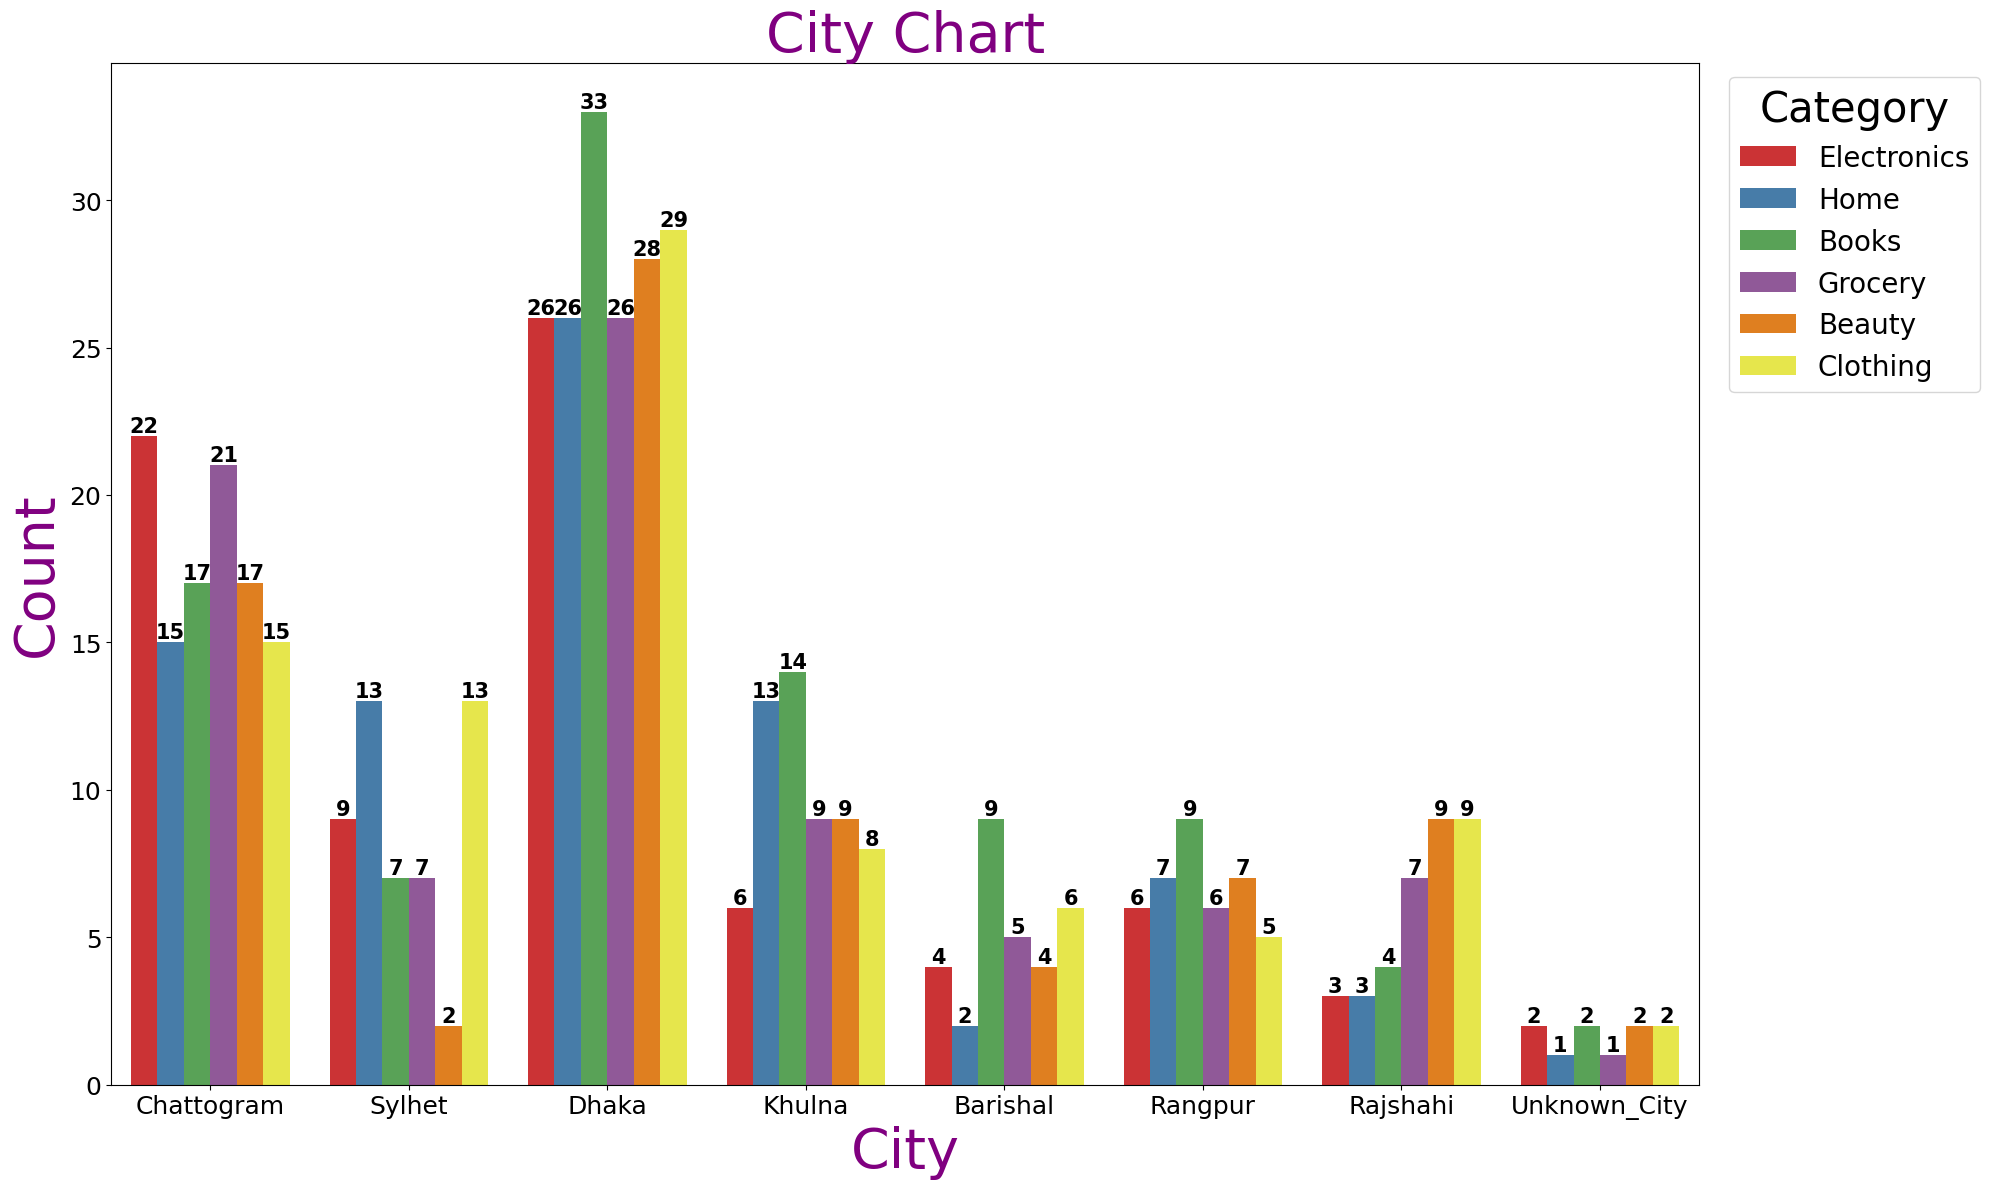 City Chart
Count
30
25
20
15
10
5
0
22 15 17 21 17 15
9 13 7 7 2 13
26 26 33 26 28 29
6 13 14 9 9 8
4 2 9 5 4 6
6 7 9 6 7 5
3 3 4 7 9 9
2 1 2 1 2 2
Chattogram Sylhet Dhaka Khulna Barishal Rangpur Rajshahi Unknown_City
City
Category
Electronics
Home
Books
Grocery
Beauty
Clothing